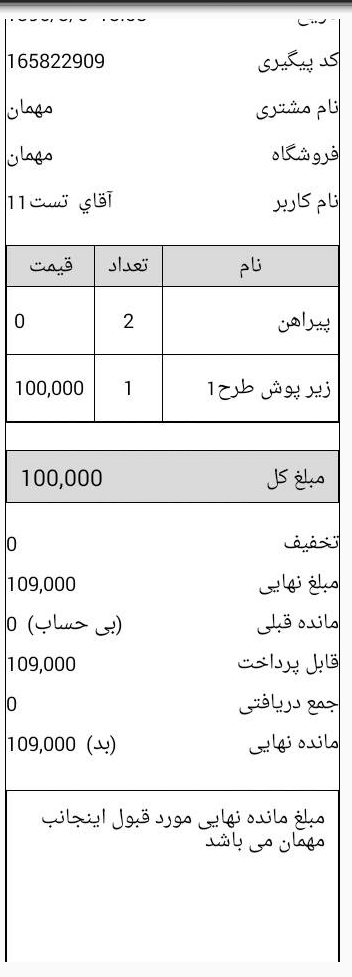 کد پیگیری 165822909
نام مشتری مهمان
فروشگاه مهمان
نام کاربر آقاي تست11
نام تعداد قیمت
پیراهن 2 0
زیر پوش طرح1 1 100,000
مبلغ کل 100,000
تخفیف 0
مبلغ نهایی 109,000
مانده قبلی (بی حساب) 0
قابل پرداخت 109,000
جمع دریافتی 0
مانده نهایی (بد) 109,000
مبلغ مانده نهایی مورد قبول اینجانب
مهمان می باشد